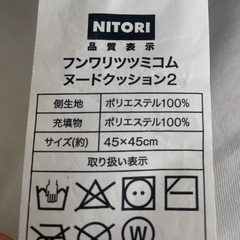 NITORI
品質表示
フンワリツツミコム
ヌードクッション2
側生地 ポリエステル100%
充填物 ポリエステル100%
サイズ(約) 45×45cm
取り扱い表示
W